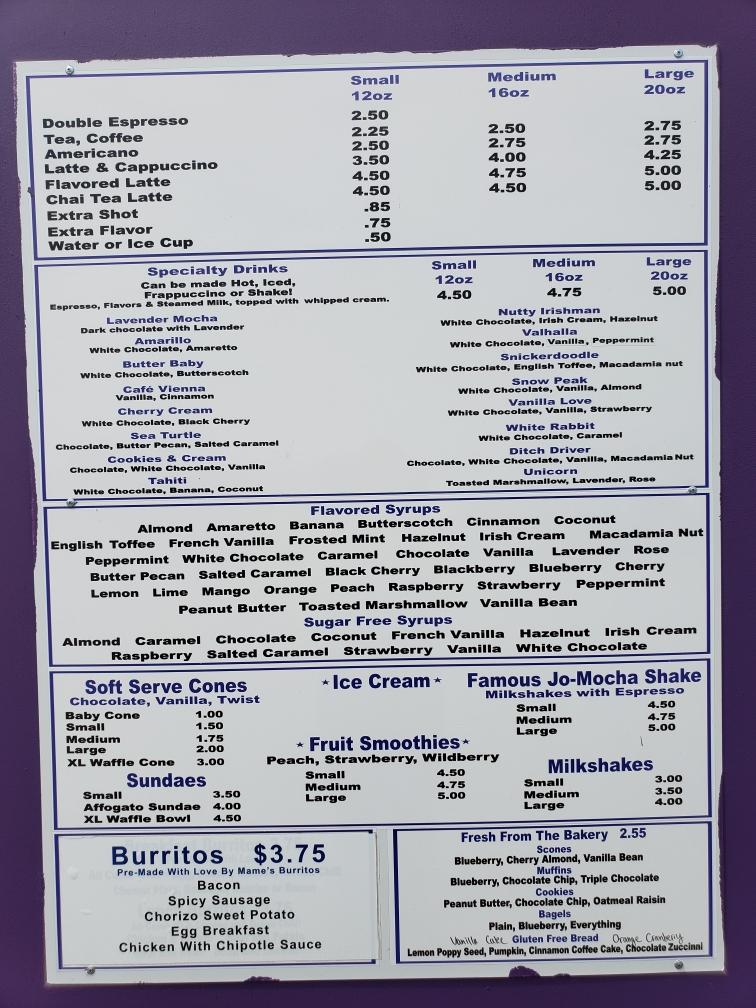 Small Medium Large
12oz 16oz 20oz
Double Espresso 2.50
Tea, Coffee 2.25 2.50 2.75
Americano 2.50 2.75 2.75
Latte & Cappuccino 3.50 4.00 4.25
Flavored Latte 4.50 4.75 5.00
Chai Tea Latte 4.50 4.50 5.00
Extra Shot .85
Extra Flavor .75
Water or Ice Cup .50
Specialty Drinks Small Medium Large
Can be made Hot, Iced, 12oz 16oz 20oz
Frappuccino or Shake! 4.50 4.75 5.00
Espresso, Flavors & Steamed Milk, topped with whipped cream.
Lavender Mocha
Dark chocolate with Lavender
Amarillo
White Chocolate, Amaretto
Butter Baby
White Chocolate, Butterscotch
Café Vienna
Vanilla, Cinnamon
Cherry Cream
White Chocolate, Black Cherry
Sea Turtle
Chocolate, Butter Pecan, Salted Caramel
Cookies & Cream
Chocolate, White Chocolate, Vanilla
Tahiti
White Chocolate, Banana, Coconut
Nutty Irishman
White Chocolate, Irish Cream, Hazelnut
Valhalla
White Chocolate, Vanilla, Peppermint
Snickerdoodle
White Chocolate, English Toffee, Macadamia nut
Snow Peak
White Chocolate, Vanilla, Almond
Vanilla Love
White Chocolate, Vanilla, Strawberry
White Rabbit
White Chocolate, Caramel
Ditch Driver
Chocolate, White Chocolate, Vanilla, Macadamia Nut
Unicorn
Toasted Marshmallow, Lavender, Rose
Flavored Syrups
Almond Amaretto Banana Butterscotch Cinnamon Coconut
English Toffee French Vanilla Frosted Mint Hazelnut Irish Cream Macadamia Nut
Peppermint White Chocolate Caramel Chocolate Vanilla Lavender Rose
Butter Pecan Salted Caramel Black Cherry Blackberry Blueberry Cherry
Lemon Lime Mango Orange Peach Raspberry Strawberry Peppermint
Peanut Butter Toasted Marshmallow Vanilla Bean
Sugar Free Syrups
Almond Caramel Chocolate Coconut French Vanilla Hazelnut Irish Cream
Raspberry Salted Caramel Strawberry Vanilla White Chocolate
Soft Serve Cones
Chocolate, Vanilla, Twist
Baby Cone 1.00
Small 1.50
Medium 1.75
Large 2.00
XL Waffle Cone 3.00
Sundaes
Small 3.50
Affogato Sundae 4.00
XL Waffle Bowl 4.50
*Ice Cream*
*Fruit Smoothies*
Peach, Strawberry, Wildberry
Small 4.50
Medium 4.75
Large 5.00
Famous Jo-Mocha Shake
Milkshakes with Espresso
Small 4.50
Medium 4.75
Large 5.00
Milkshakes
Small 3.00
Medium 3.50
Large 4.00
Burritos $3.75
Pre-Made With Love By Mame's Burritos
Bacon
Spicy Sausage
Chorizo Sweet Potato
Egg Breakfast
Chicken With Chipotle Sauce
Fresh From The Bakery 2.55
Scones
Blueberry, Cherry Almond, Vanilla Bean
Muffins
Blueberry, Chocolate Chip, Triple Chocolate
Cookies
Peanut Butter, Chocolate Chip, Oatmeal Raisin
Bagels
Plain, Blueberry, Everything
Vanilla Cake Gluten Free Bread Orange Cranberry
Lemon Poppy Seed, Pumpkin, Cinnamon Coffee Cake, Chocolate Zuccinni